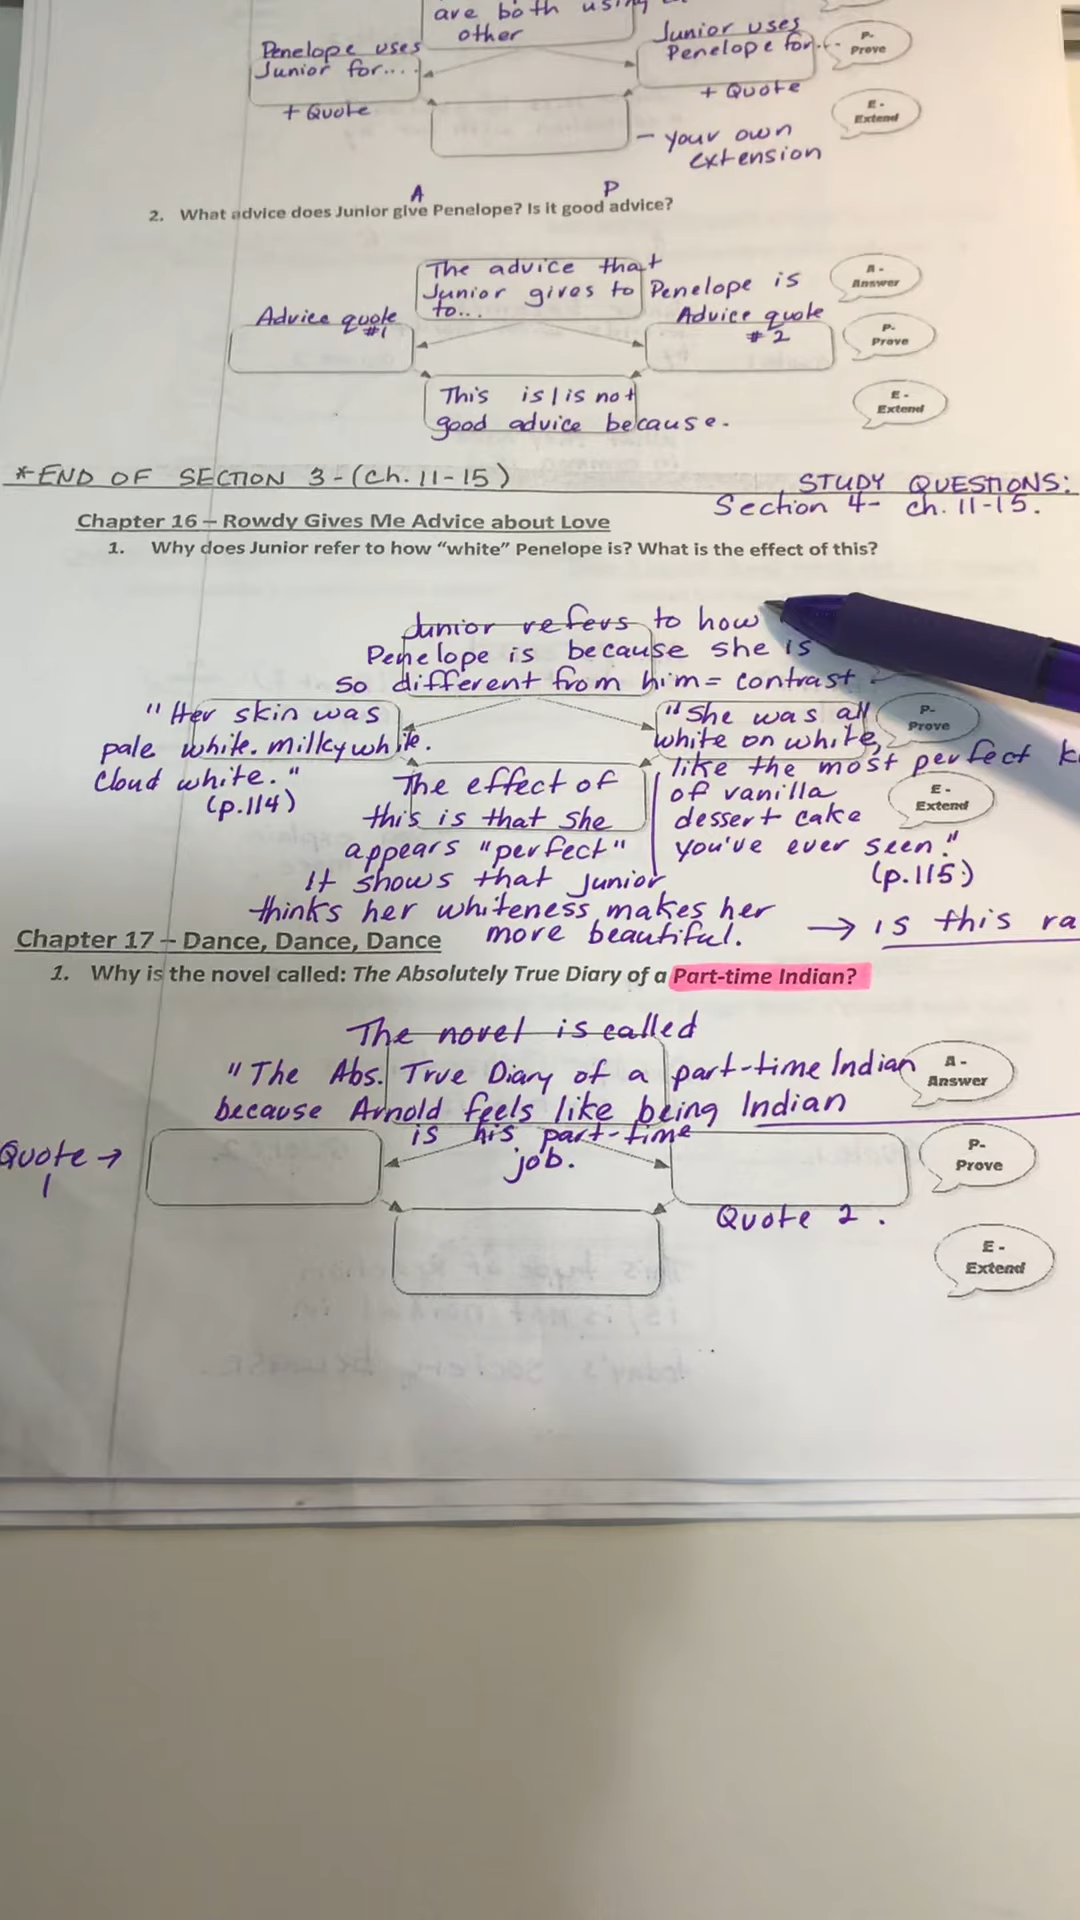 are both using
other
Penelope uses
Junior for....
+ Quote
Junior uses
Penelope for...
+ Quote
P-
Prove
E-
Extend
- your own
extension
A P
2. What advice does Junior give Penelope? Is it good advice?
The advice that
Junior gives to Penelope is
to...
A -
Answer
Advice quote
#1
Advice quote
#2
P-
Prove
This is/is not
good advice because.
E-
Extend
*END OF SECTION 3-(Ch. 11-15)
STUDY QUESTIONS:
Section 4- ch. 11-15.
Chapter 16 – Rowdy Gives Me Advice about Love
1. Why does Junior refer to how “white” Penelope is? What is the effect of this?
Junior refers to how
Penelope is because she is
so different from him = contrast
"Her skin was
pale white. milky white.
Cloud white."
(p.114)
"She was all
white on white,
like the most perfect
of vanilla
dessert cake
you've ever seen."
(p.115)
P-
Prove
E-
Extend
The effect of
this is that she
appears "perfect"
It shows that Junior
thinks her whiteness makes her
more beautiful.
→ is this
Chapter 17 – Dance, Dance, Dance
1. Why is the novel called: The Absolutely True Diary of a Part-time Indian?
The novel is called
"The Abs. True Diary of a part-time Indian
because Arnold feels like being Indian
is his part-time
job.
A -
Answer
Quote →
1
P-
Prove
Quote 2.
E-
Extend